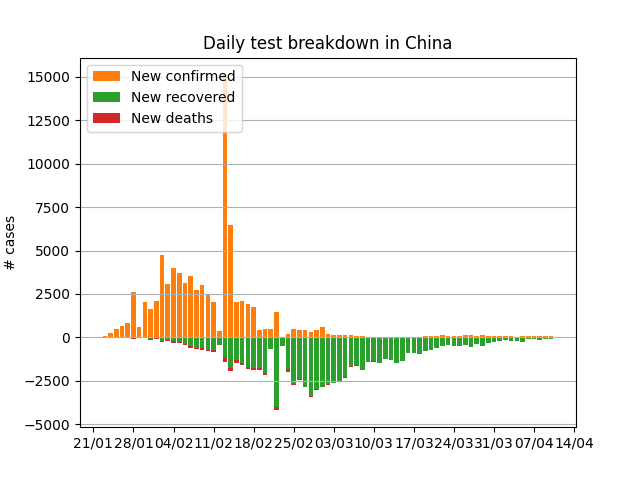 Daily test breakdown in China
New confirmed
New recovered
New deaths
# cases
15000
12500
10000
7500
5000
2500
0
−2500
−5000
21/01 28/01 04/02 11/02 18/02 25/02 03/03 10/03 17/03 24/03 31/03 07/04 14/04